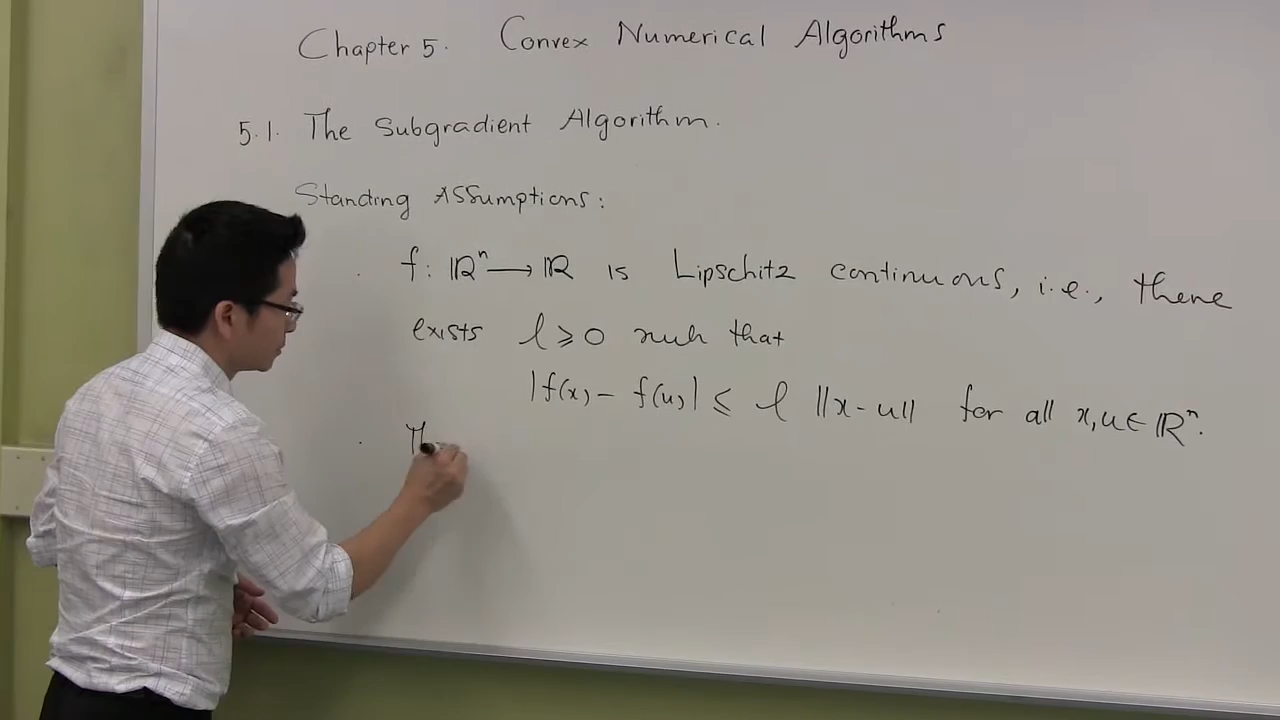 Chapter 5. Convex Numerical Algorithms
5.1. The Subgradient Algorithm.
Standing Assumptions:
. f: ℝⁿ → ℝ is Lipschitz continuous, i.e., there
exists ℓ ⩾ 0 such that
|f(x) - f(u)| ⩽ ℓ ||x - u|| for all x, u ∈ ℝⁿ.
. Th